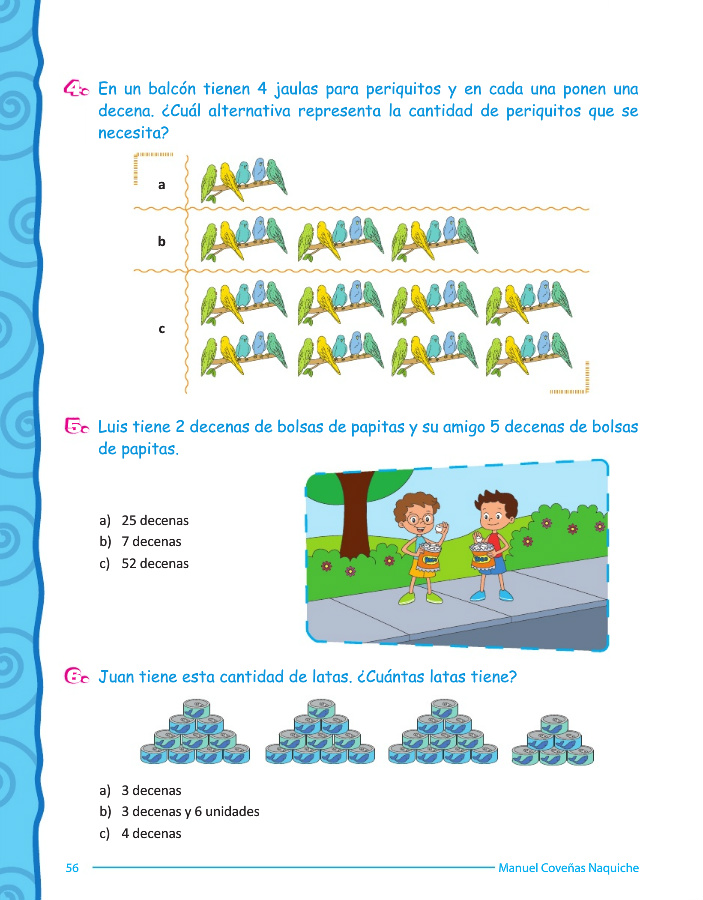 4. En un balcón tienen 4 jaulas para periquitos y en cada una ponen una
decena. ¿Cuál alternativa representa la cantidad de periquitos que se
necesita?
a
b
c
5. Luis tiene 2 decenas de bolsas de papitas y su amigo 5 decenas de bolsas
de papitas.
a) 25 decenas
b) 7 decenas
c) 52 decenas
6. Juan tiene esta cantidad de latas. ¿Cuántas latas tiene?
a) 3 decenas
b) 3 decenas y 6 unidades
c) 4 decenas
56
Manuel Coveñas Naquiche